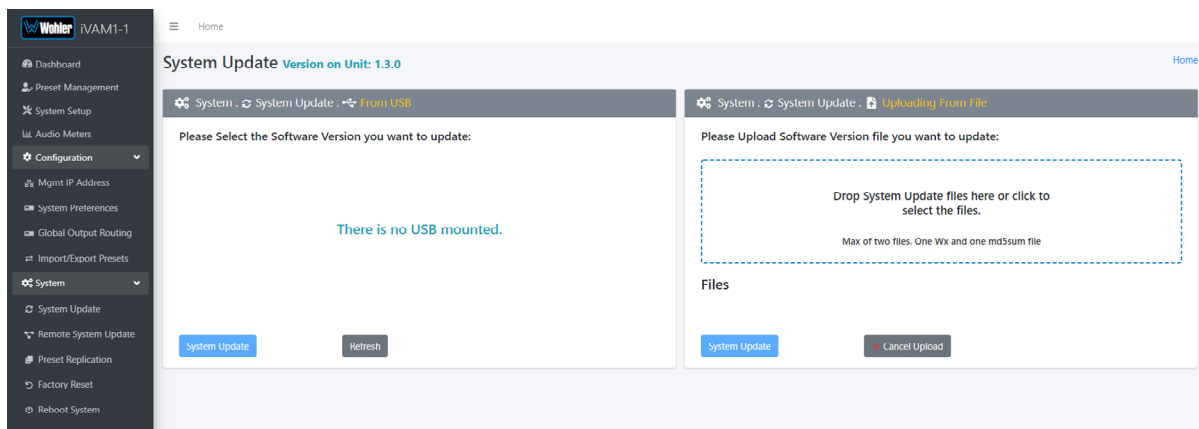 Wohler iVAM1-1
Home
Dashboard
Preset Management
System Setup
Audio Meters
Configuration
Mgmt IP Address
System Preferences
Global Output Routing
Import/Export Presets
System
System Update
Remote System Update
Preset Replication
Factory Reset
Reboot System
System Update Version on Unit: 1.3.0
Home
System . System Update . From USB
Please Select the Software Version you want to update:
There is no USB mounted.
System Update
Refresh
System . System Update . Uploading From File
Please Upload Software Version file you want to update:
Drop System Update files here or click to
select the files.
Max of two files. One Wx and one md5sum file
Files
System Update
Cancel Upload